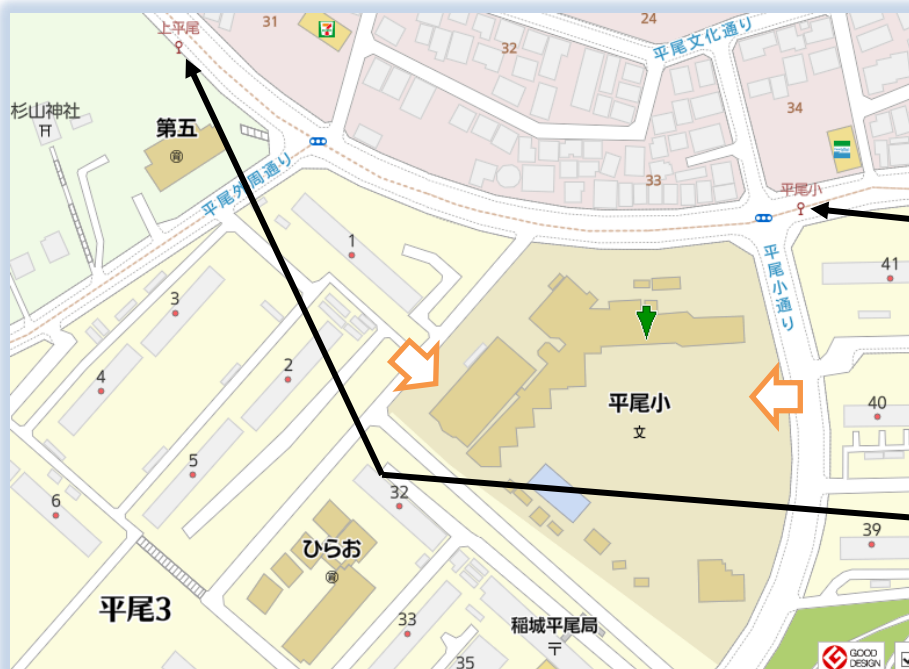 31
24
上平尾
32
平尾文化通り
杉山神社
第五
34
平尾外周通り
33
平尾小
1
平尾小通り
41
3
2
4
平尾小
文
40
5
6
32
39
ひらお
平尾3
33
稲城平尾局
35
GOOD
DESIGN